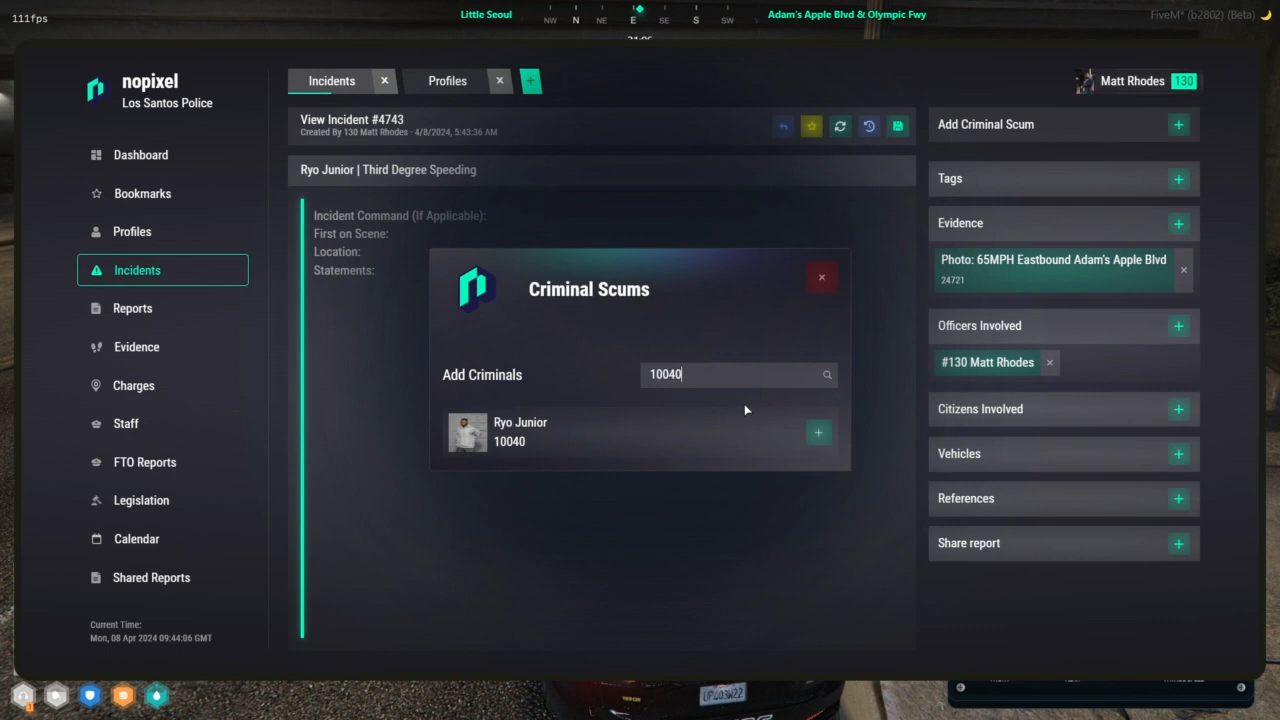 111fps
Little Seoul
NW N NE E SE S SW
Adam's Apple Blvd & Olympic Fwy
FiveM* (b2802) (Beta)
nopixel
Los Santos Police
Incidents
Profiles
Matt Rhodes 130
View Incident #4743
Created By 130 Matt Rhodes · 4/8/2024, 5:43:36 AM
Ryo Junior | Third Degree Speeding
Incident Command (If Applicable):
First on Scene:
Location:
Statements:
Dashboard
Bookmarks
Profiles
Incidents
Reports
Evidence
Charges
Staff
FTO Reports
Legislation
Calendar
Shared Reports
Current Time:
Mon, 08 Apr 2024 09:44:06 GMT
Criminal Scums
Add Criminals
10040
Ryo Junior
10040
Add Criminal Scum
Tags
Evidence
Photo: 65MPH Eastbound Adam's Apple Blvd
24721
Officers Involved
#130 Matt Rhodes
Citizens Involved
Vehicles
References
Share report